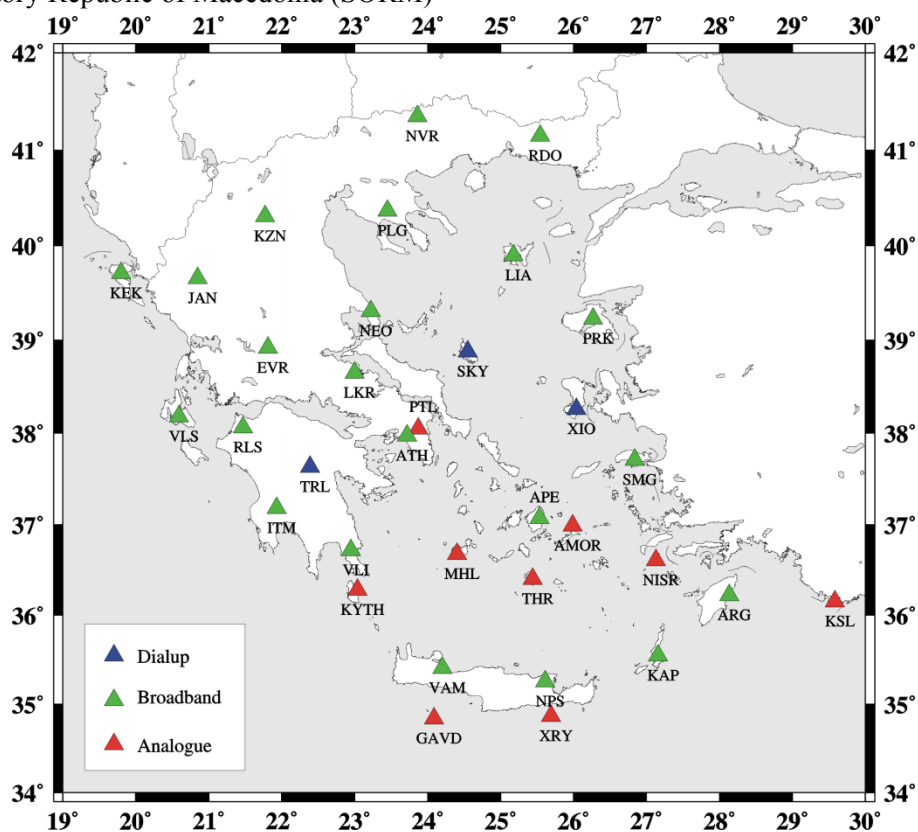 tory Republic of Macedonia (SORM)
19° 20° 21° 22° 23° 24° 25° 26° 27° 28° 29° 30°
42° 42°
NVR
RDO
41° 41°
KZN
PLG
40° 40°
LIA
KEK
JAN
NEO
PRK
39° 39°
EVR
SKY
LKR
PTL
XIO
38° 38°
VLS
RLS
ATH
TRL
SMG
APE
37° 37°
ITM
AMOR
VLI
MHL
NISR
THR
KYTH
36° 36°
ARG
KSL
Dialup
KAP
VAM
Broadband
NPS
35° 35°
GAVD
XRY
Analogue
34° 34°
19° 20° 21° 22° 23° 24° 25° 26° 27° 28° 29° 30°